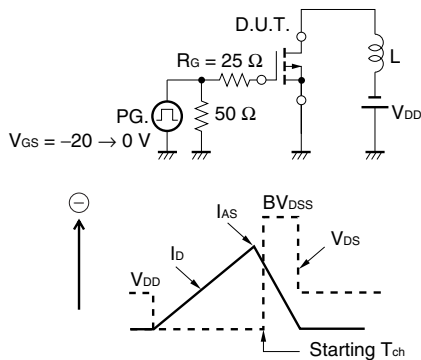 D.U.T.
RG = 25 Ω
L
PG.
50 Ω
VDD
VGS = −20 → 0 V
⊖
IAS
BVDSS
ID
VDS
VDD
Starting Tch